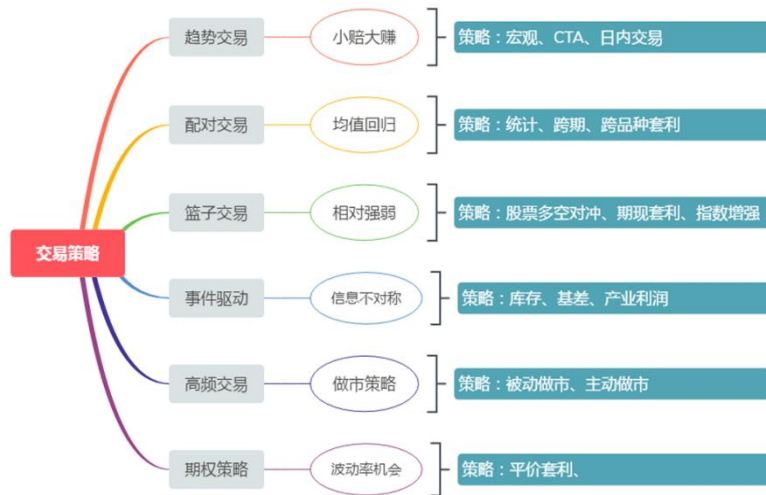 趋势交易
小赔大赚
策略：宏观、CTA、日内交易
配对交易
均值回归
策略：统计、跨期、跨品种套利
篮子交易
相对强弱
策略：股票多空对冲、期现套利、指数增强
交易策略
事件驱动
信息不对称
策略：库存、基差、产业利润
高频交易
做市策略
策略：被动做市、主动做市
期权策略
波动率机会
策略：平价套利、